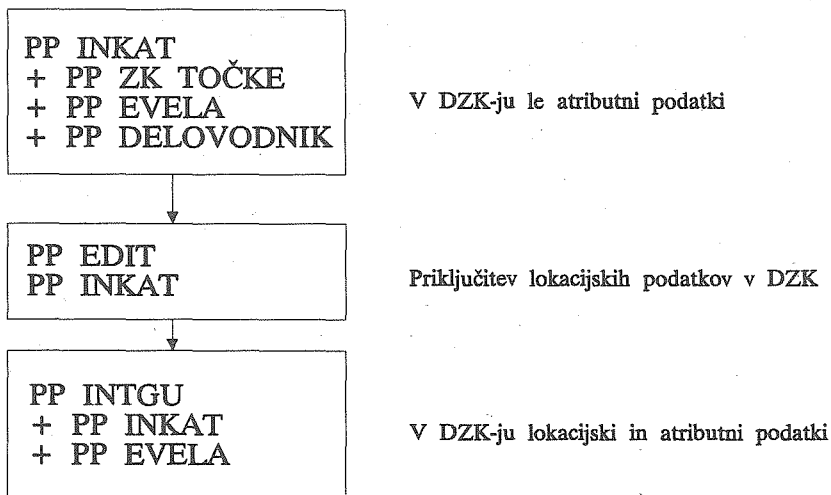 PP INKAT
+ PP ZK TOČKE
+ PP EVELA
+ PP DELOVODNIK
V DZK-ju le atributni podatki
PP EDIT
PP INKAT
Priključitev lokacijskih podatkov v DZK
PP INTGU
+ PP INKAT
+ PP EVELA
V DZK-ju lokacijski in atributni podatki